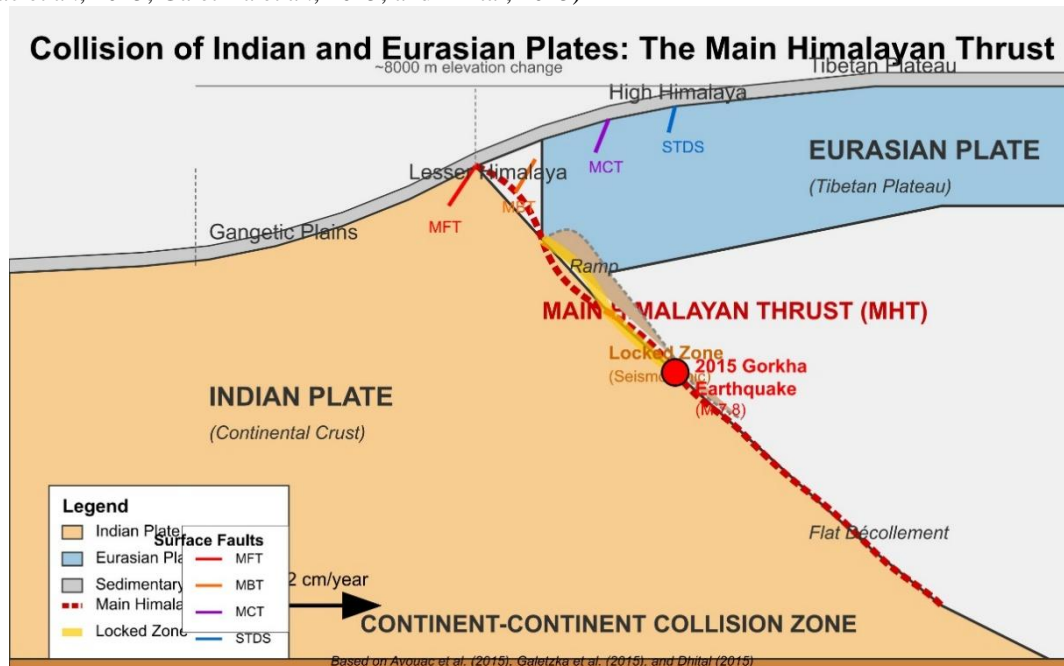 Collision of Indian and Eurasian Plates: The Main Himalayan Thrust
~8000 m elevation change
Tibetan Plateau
High Himalaya
MCT
STDS
EURASIAN PLATE
(Tibetan Plateau)
Lesser Himalaya
MFT
MBT
Gangetic Plains
Ramp
MAIN HIMALAYAN THRUST (MHT)
Locked Zone
(Seismogenic)
2015 Gorkha
Earthquake
INDIAN PLATE
(Continental Crust)
Flat Décollement
Legend
Indian Plate
Eurasian Pla
Sedimentary
Main Himala
Locked Zone
Surface Faults
MFT
MBT
MCT
STDS
2 cm/year
CONTINENT-CONTINENT COLLISION ZONE
Based on Avouac et al. (2015), Galetzka et al. (2015), and Dhital (2015)